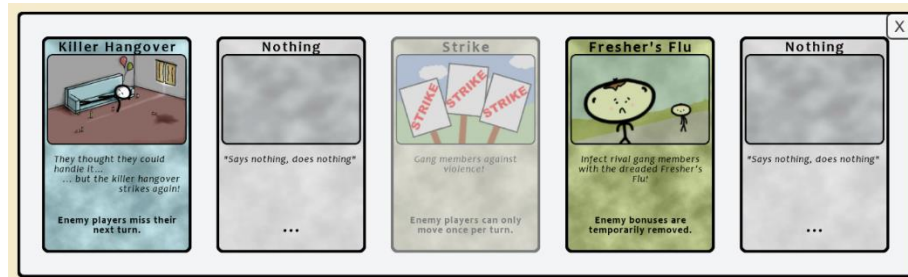 X
Killer Hangover
They thought they could
handle it...
... but the killer hangover
strikes again!
Enemy players miss their
next turn.
Nothing
"Says nothing, does nothing"
...
Strike
STRIKE
STRIKE
STRIKE
Gang members against
violence!
Enemy players can only
move once per turn.
Fresher's Flu
Infect rival gang members
with the dreaded Fresher's
Flu!
Enemy bonuses are
temporarily removed.
Nothing
"Says nothing, does nothing"
...